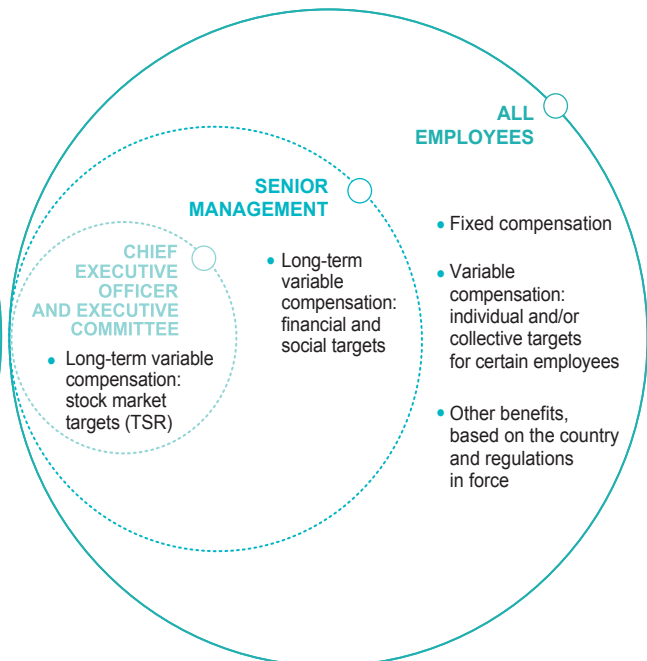 ALL
EMPLOYEES
• Fixed compensation
• Variable
compensation:
individual and/or
collective targets
for certain employees
• Other benefits,
based on the country
and regulations
in force
SENIOR
MANAGEMENT
• Long-term
variable
compensation:
financial and
social targets
CHIEF
EXECUTIVE
OFFICER
AND EXECUTIVE
COMMITTEE
• Long-term variable
compensation:
stock market
targets (TSR)